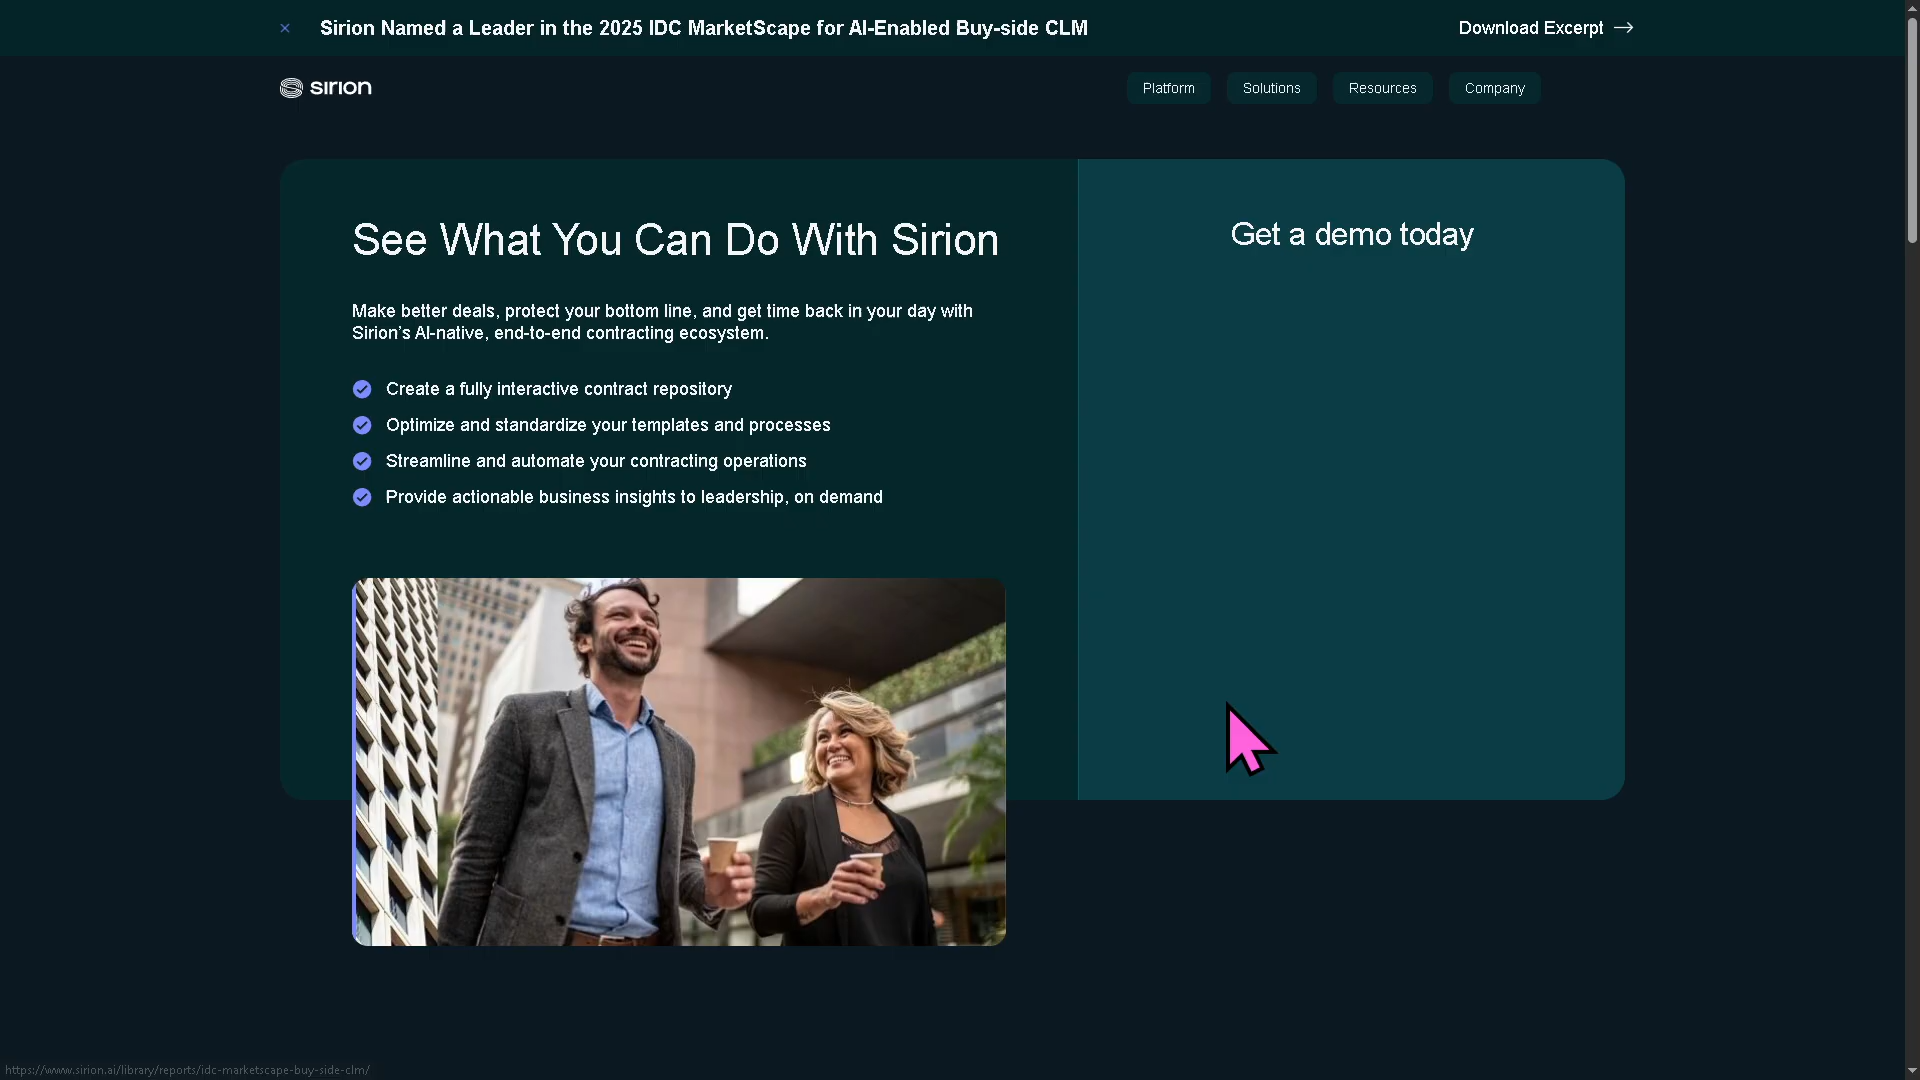 Sirion Named a Leader in the 2025 IDC MarketScape for AI-Enabled Buy-side CLM
Download Excerpt
sirion
Platform
Solutions
Resources
Company
See What You Can Do With Sirion
Make better deals, protect your bottom line, and get time back in your day with
Sirion’s AI-native, end-to-end contracting ecosystem.
Create a fully interactive contract repository
Optimize and standardize your templates and processes
Streamline and automate your contracting operations
Provide actionable business insights to leadership, on demand
Get a demo today
https://www.sirion.ai/library/reports/idc-marketscape-buy-side-clm/